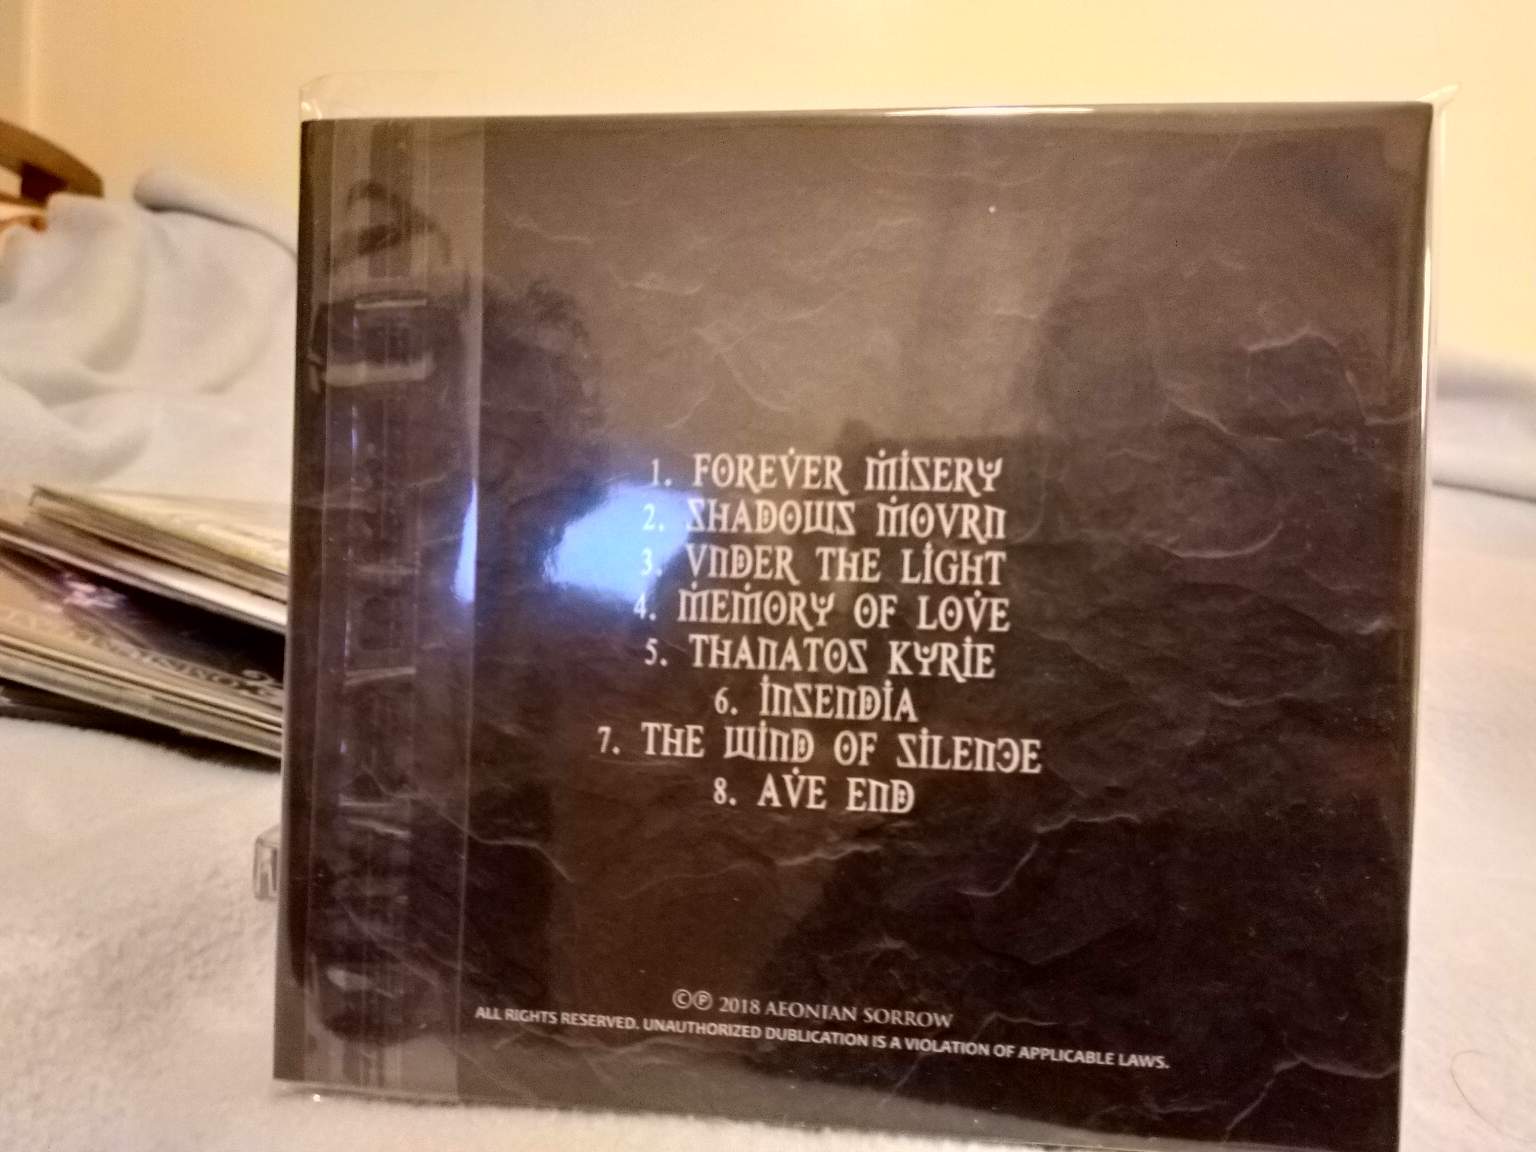 1. FOREVER MISERY
2. SHADOWS MOVRN
3. VNDER THE LIGHT
4. MEMORY OF LOVE
5. THANATOS KYRIE
6. INSENDIA
7. THE WIND OF SILENCE
8. AVE END
©℗ 2018 AEONIAN SORROW
ALL RIGHTS RESERVED. UNAUTHORIZED DUBLICATION IS A VIOLATION OF APPLICABLE LAWS.